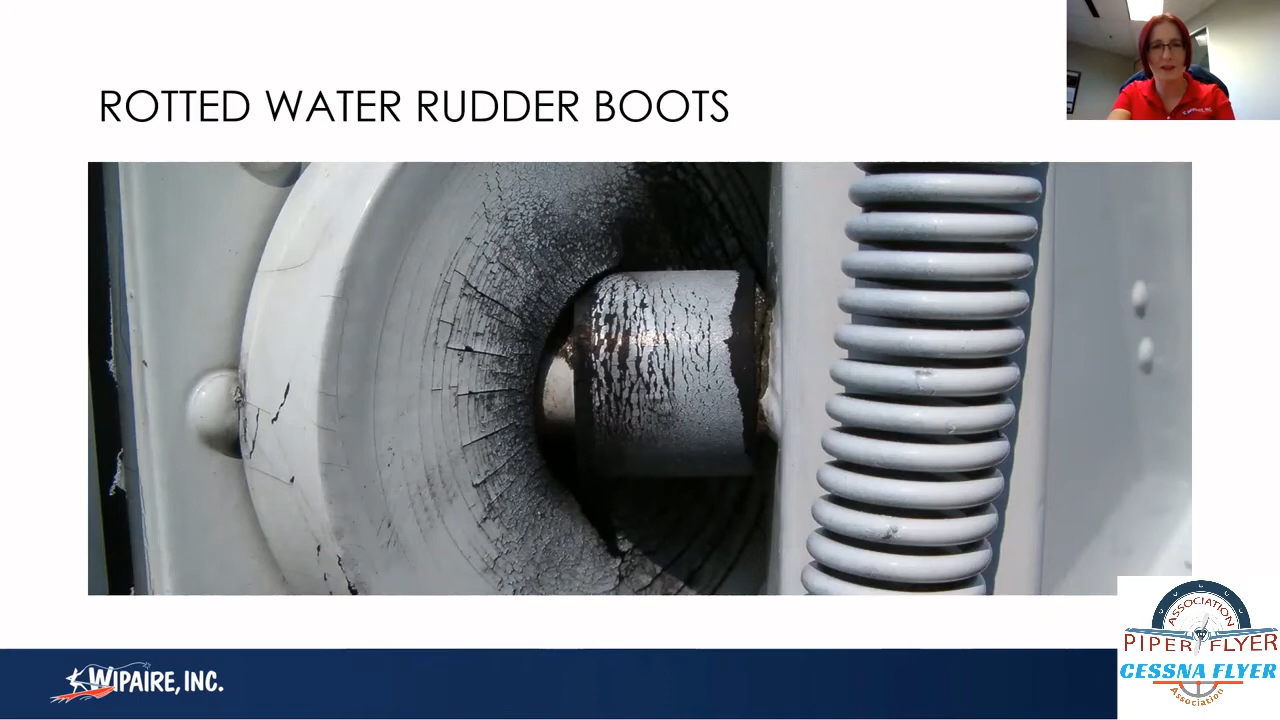 ROTTED WATER RUDDER BOOTS
WIPAIRE, INC.
ASSOCIATION
PIPER FLYER
CESSNA FLYER
Association